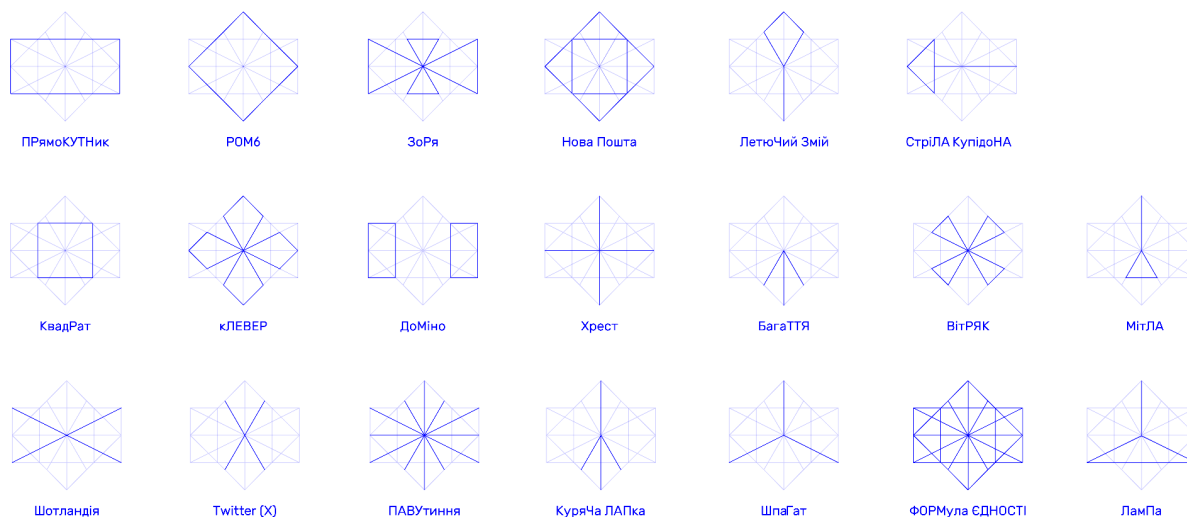 ПРямоКУТНик
РОМб
ЗоРя
Нова Пошта
ЛетюЧий Змій
СтріЛА КупідоНА
КвадРат
кЛЕВЕР
ДоМіно
Хрест
БагаТТЯ
ВітРЯК
МітЛА
Шотландія
Twitter (X)
ПАВУтиння
КуряЧа ЛАПка
ШпаГат
ФОРМула ЄДНОСТІ
ЛамПа